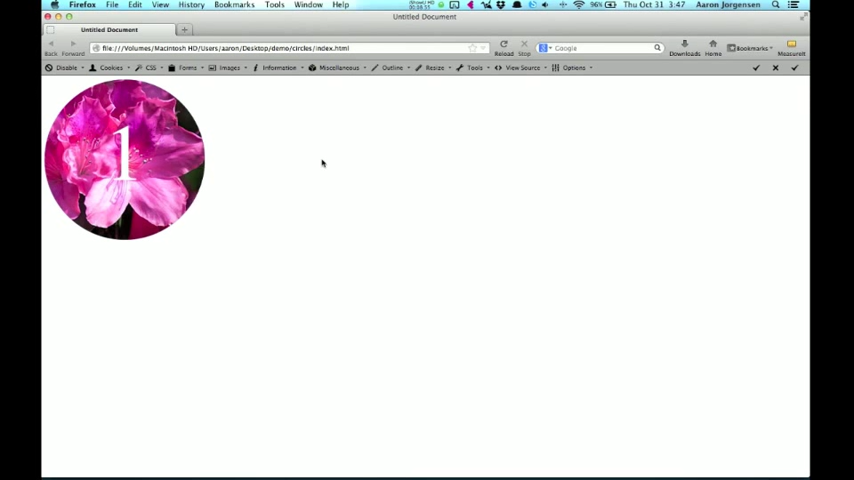 Firefox File Edit View History Bookmarks Tools Window Help 96% Thu Oct 31 3:47 Aaron Jorgensen
Untitled Document
Untitled Document
Back Forward file:///Volumes/Macintosh HD/Users/aaron/Desktop/demo/circles/index.html Reload Stop Google Downloads Home Bookmarks MeasureIt
Disable Cookies CSS Forms Images Information Miscellaneous Outline Resize Tools View Source Options
1